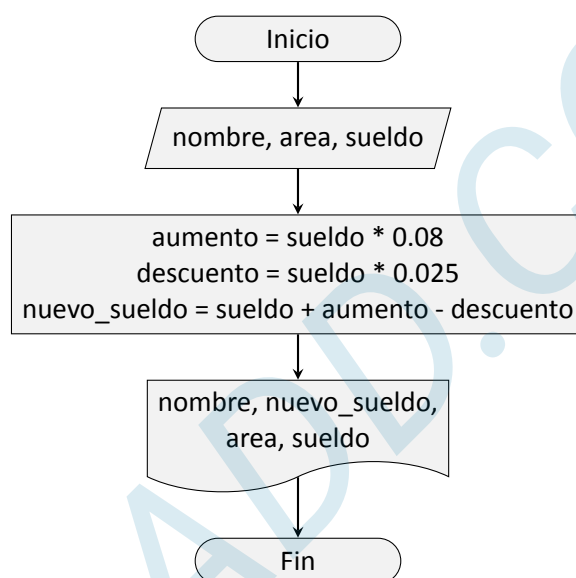 Inicio
nombre, area, sueldo
aumento = sueldo * 0.08
descuento = sueldo * 0.025
nuevo_sueldo = sueldo + aumento - descuento
nombre, nuevo_sueldo,
area, sueldo
Fin